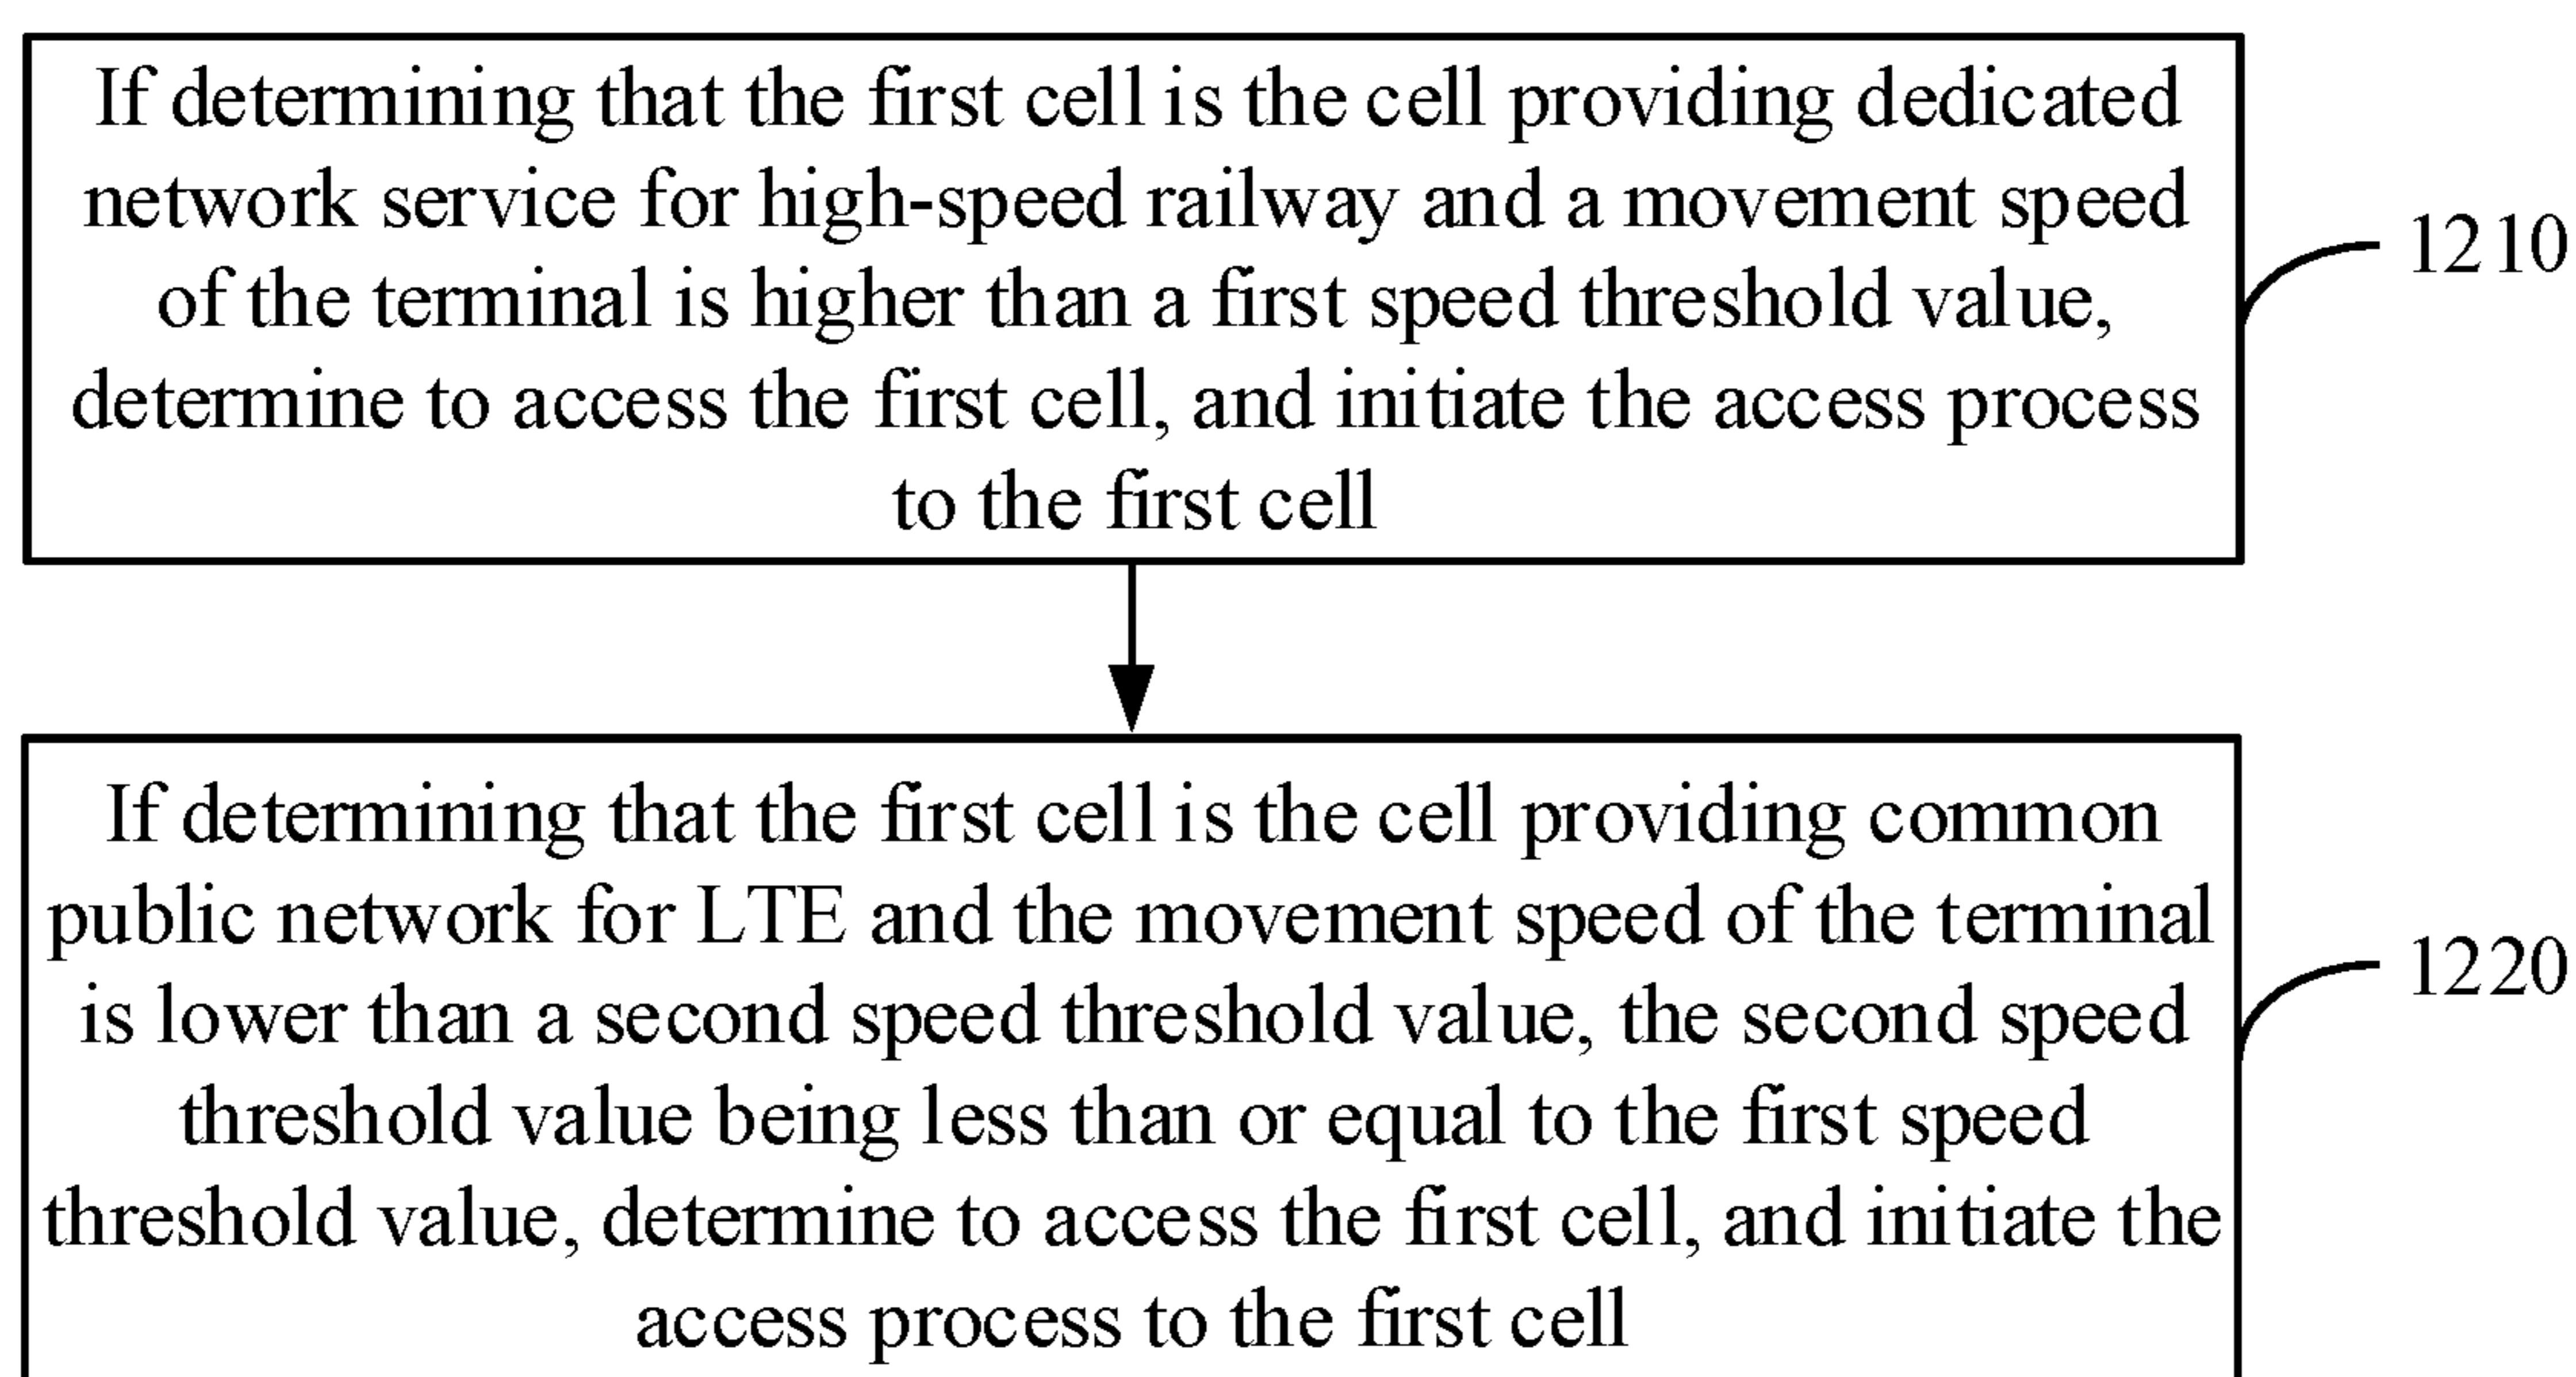 If determining that the first cell is the cell providing dedicated
network service for high-speed railway and a movement speed
of the terminal is higher than a first speed threshold value,
determine to access the first cell, and initiate the access process
to the first cell
1210
If determining that the first cell is the cell providing common
public network for LTE and the movement speed of the terminal
is lower than a second speed threshold value, the second speed
threshold value being less than or equal to the first speed
threshold value, determine to access the first cell, and initiate the
access process to the first cell
1220